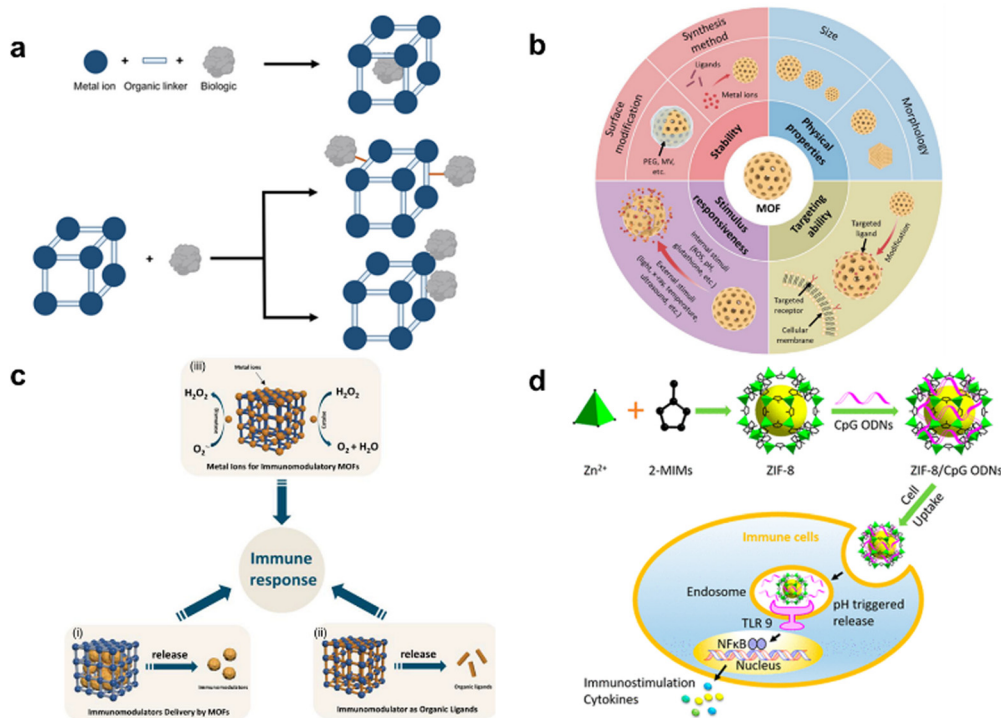 a
Metal ion
+
Organic linker
+
Biologic
+
b
Synthesis method
Ligands
Metal ions
Surface
modification
PEG, MV,
etc.
Stability
Size
Morphology
Physical
properties
MOF
Stimulus
responsiveness
Internal stimuli
(ROS, pH,
glutathione, etc.)
External stimuli
(light, x-ray, temperature,
ultrasound, etc.)
Targeting
ability
Targeted
ligand
Modification
Targeted
receptor
Cellular
membrane
c
(iii)
Metal ions
H2O2
Dismutase
O2-
H2O2
Catalase
O2 + H2O
Metal Ions for Immunomodulatory MOFs
Immune
response
(i)
release
Immunomodulators
Immunomodulators Delivery by MOFs
(ii)
release
Organic ligands
Immunomodulator as Organic Ligands
d
+
CpG ODNs
Zn2+
2-MIMs
ZIF-8
ZIF-8/CpG ODNs
Cell
Uptake
Immune cells
Endosome
pH triggered
release
TLR 9
NFκB
Nucleus
Immunostimulation
Cytokines